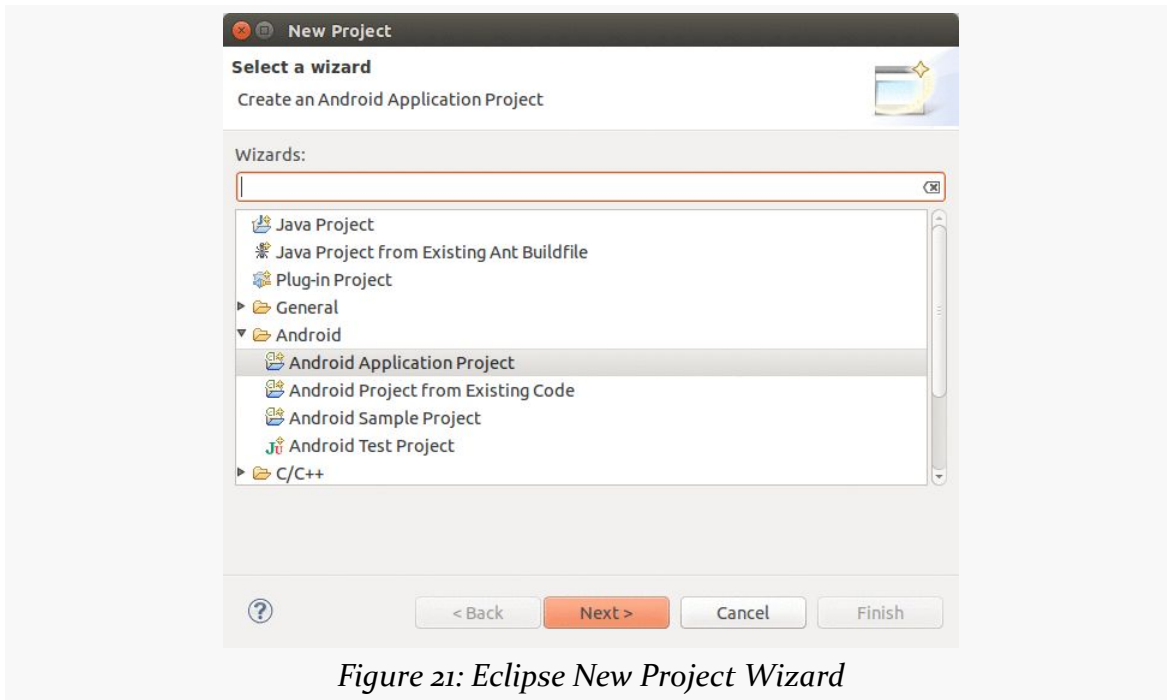 New Project
Select a wizard
Create an Android Application Project
Wizards:
Java Project
Java Project from Existing Ant Buildfile
Plug-in Project
General
Android
Android Application Project
Android Project from Existing Code
Android Sample Project
Android Test Project
C/C++
< Back Next > Cancel Finish
Figure 21: Eclipse New Project Wizard